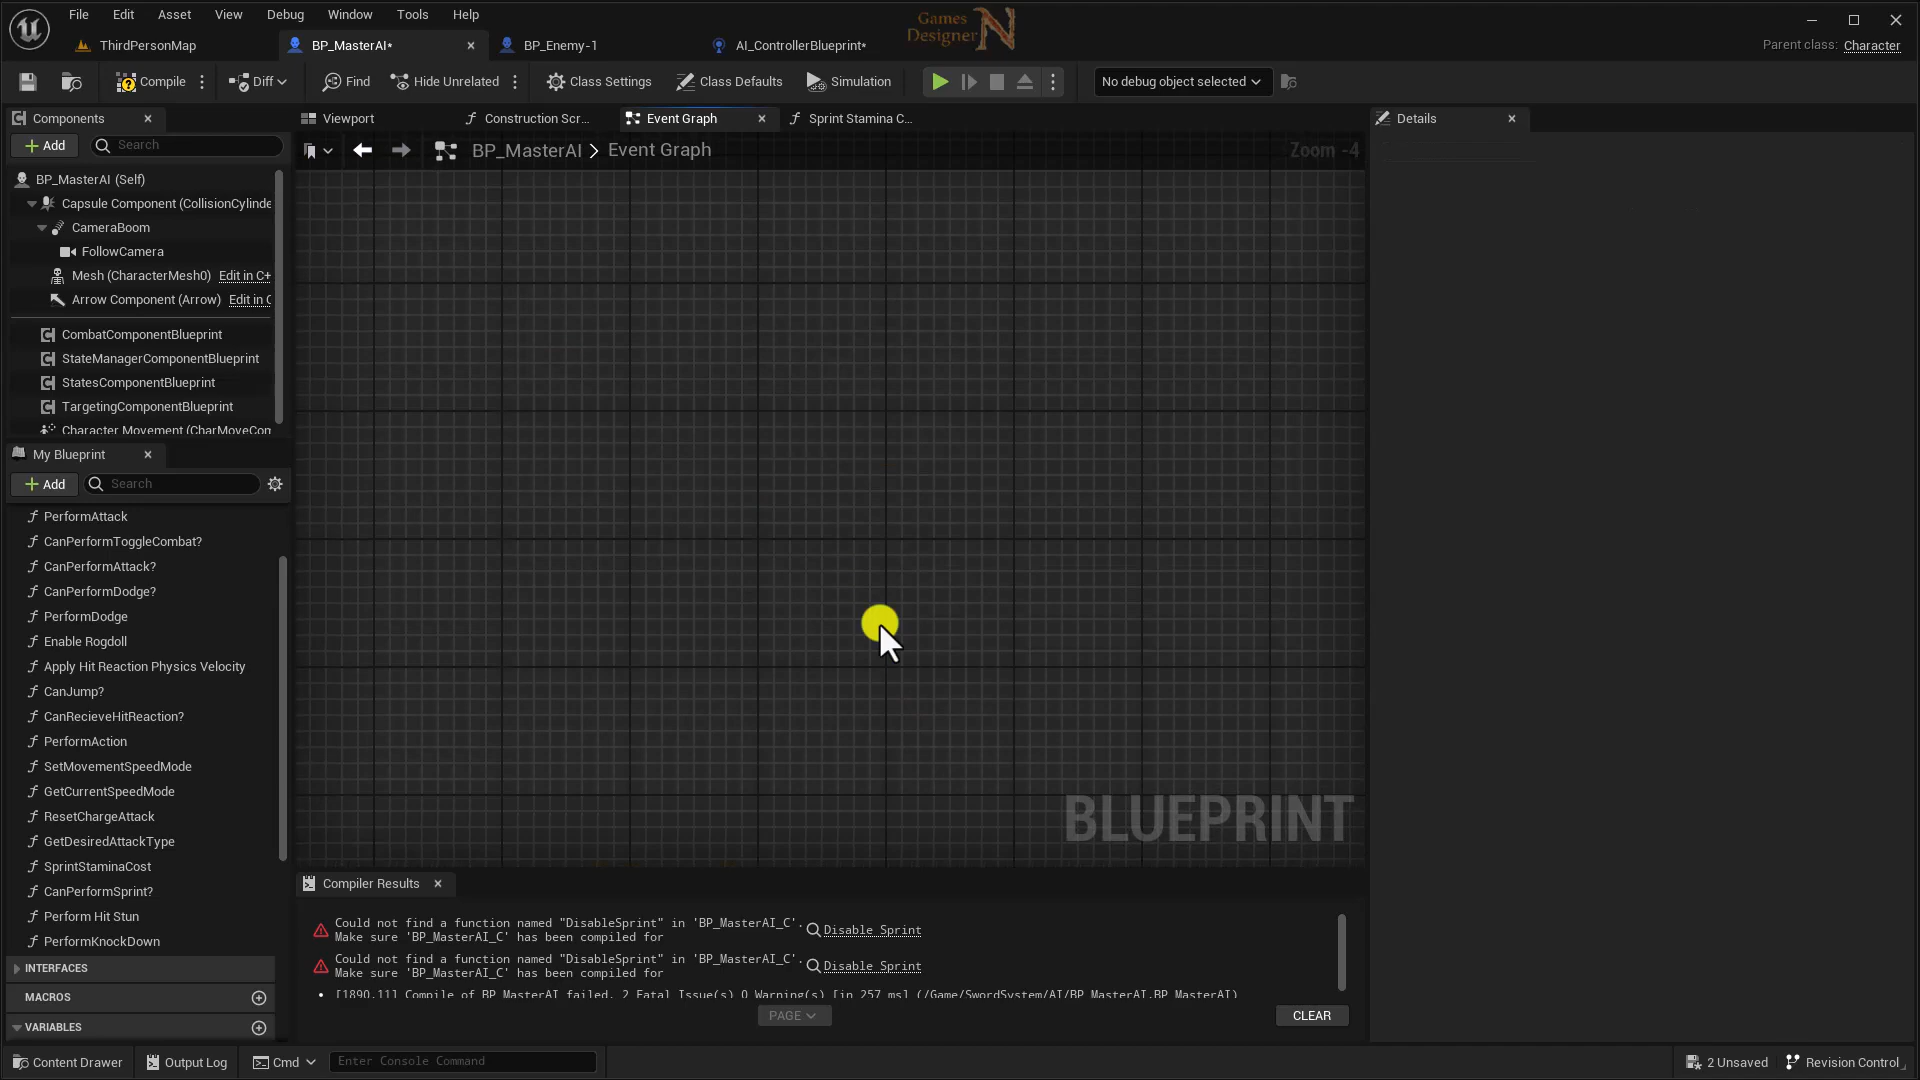 File Edit Asset View Debug Window Tools Help
Games
Designer
ThirdPersonMap BP_MasterAI* BP_Enemy-1 AI_ControllerBlueprint* Parent class: Character
Compile Diff Find Hide Unrelated Class Settings Class Defaults Simulation No debug object selected
Components Viewport Construction Scr... Event Graph Sprint Stamina C... Details
Add Search BP_MasterAI > Event Graph Zoom -4
BP_MasterAI (Self)
Capsule Component (CollisionCylinde
CameraBoom
FollowCamera
Mesh (CharacterMesh0) Edit in C+
Arrow Component (Arrow) Edit in C
CombatComponentBlueprint
StateManagerComponentBlueprint
StatesComponentBlueprint
TargetingComponentBlueprint
Character Movement (CharMoveCom
My Blueprint
Add Search
PerformAttack
CanPerformToggleCombat?
CanPerformAttack?
CanPerformDodge?
PerformDodge
Enable Rogdoll
Apply Hit Reaction Physics Velocity
CanJump?
CanRecieveHitReaction?
PerformAction
SetMovementSpeedMode
GetCurrentSpeedMode
ResetChargeAttack
GetDesiredAttackType
SprintStaminaCost
CanPerformSprint?
Perform Hit Stun
PerformKnockDown
INTERFACES
MACROS
VARIABLES
BLUEPRINT
Compiler Results
Could not find a function named "DisableSprint" in 'BP_MasterAI_C'.
Make sure 'BP_MasterAI_C' has been compiled for Disable Sprint
Could not find a function named "DisableSprint" in 'BP_MasterAI_C'.
Make sure 'BP_MasterAI_C' has been compiled for Disable Sprint
[1890.11] Compile of BP_MasterAI failed. 2 Fatal Issue(s) 0 Warning(s) [in 257 ms] (/Game/SwordSystem/AI/BP_MasterAI.BP_MasterAI)
PAGE CLEAR
Content Drawer Output Log Cmd Enter Console Command 2 Unsaved Revision Control